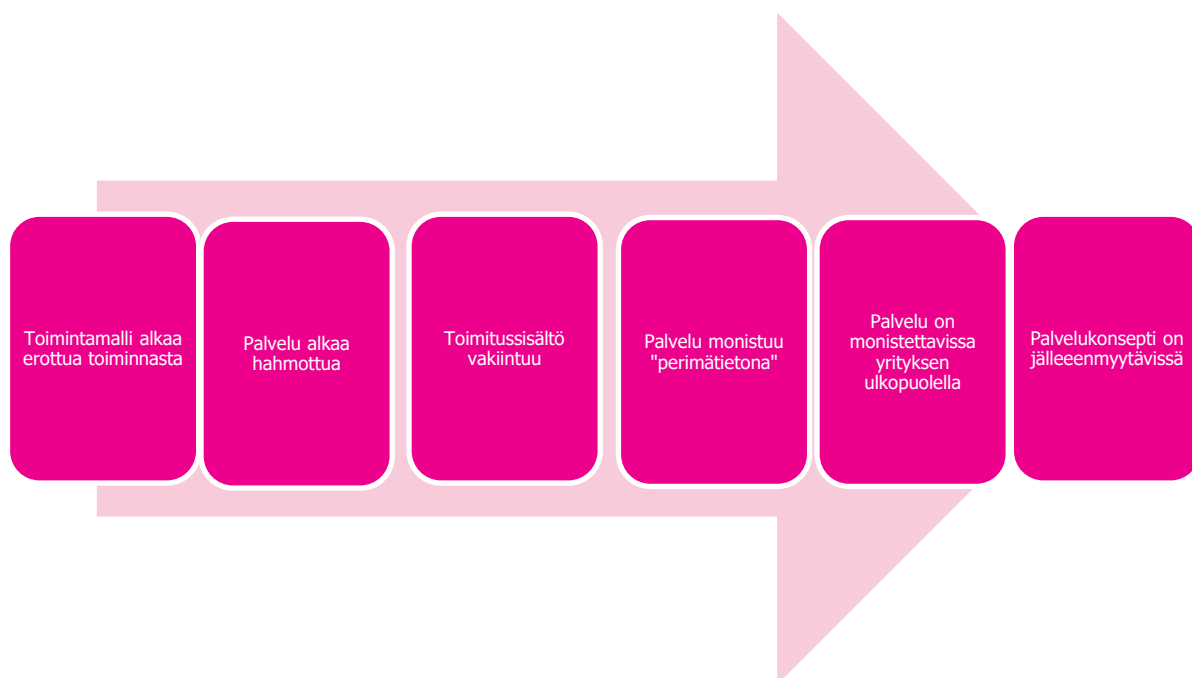 Toimintamalli alkaa
erottua toiminnasta
Palvelu alkaa
hahmottua
Toimitussisältö
vakiintuu
Palvelu monistuu
"perimätietona"
Palvelu on
monistettavissa
yrityksen
ulkopuolella
Palvelukonsepti on
jälleeenmyytävissä